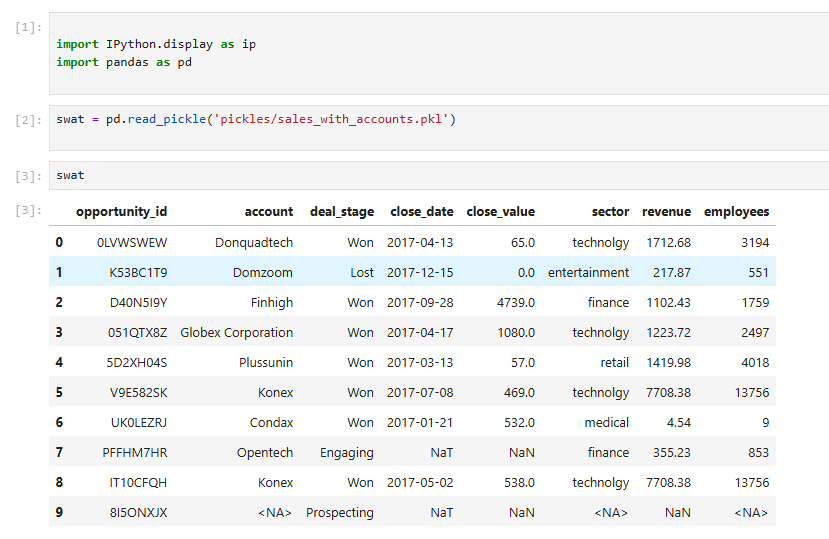 [1]:
import IPython.display as ip
import pandas as pd
[2]: swat = pd.read_pickle('pickles/sales_with_accounts.pkl')
[3]: swat
[3]: opportunity_id account deal_stage close_date close_value sector revenue employees
0 0LVWSWEW Donquadtech Won 2017-04-13 65.0 technolgy 1712.68 3194
1 K53BC1T9 Domzoom Lost 2017-12-15 0.0 entertainment 217.87 551
2 D40N5I9Y Finhigh Won 2017-09-28 4739.0 finance 1102.43 1759
3 051QTX8Z Globex Corporation Won 2017-04-17 1080.0 technolgy 1223.72 2497
4 5D2XH04S Plussunin Won 2017-03-13 57.0 retail 1419.98 4018
5 V9E582SK Konex Won 2017-07-08 469.0 technolgy 7708.38 13756
6 UK0LEZRJ Condax Won 2017-01-21 532.0 medical 4.54 9
7 PFFHM7HR Opentech Engaging NaT NaN finance 355.23 853
8 IT10CFQH Konex Won 2017-05-02 538.0 technolgy 7708.38 13756
9 8I5ONXJX <NA> Prospecting NaT NaN <NA> NaN <NA>